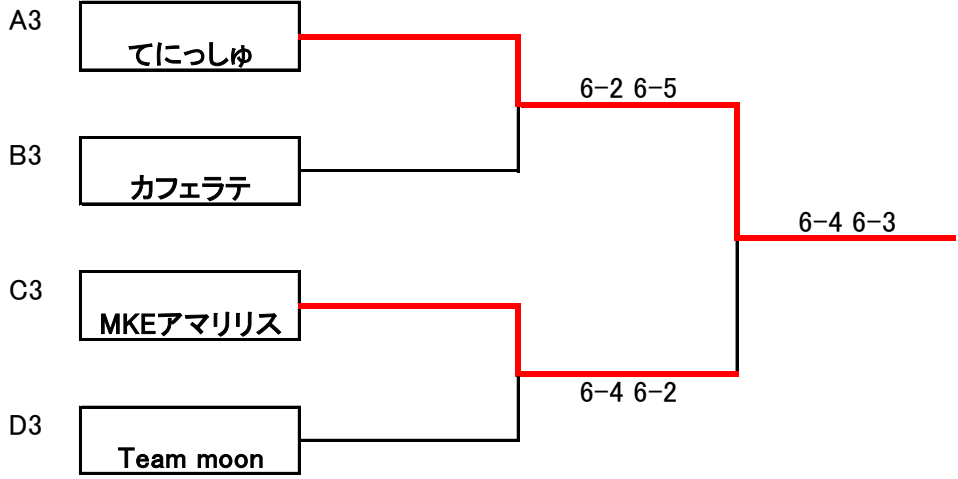 A3
てにっしゅ
6-2 6-5
B3
カフェラテ
6-4 6-3
C3
MKEアマリリス
6-4 6-2
D3
Team moon